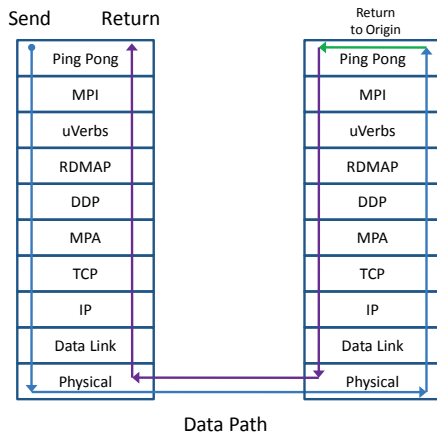 Send Return
Return
to Origin
Ping Pong
MPI
uVerbs
RDMAP
DDP
MPA
TCP
IP
Data Link
Physical
Ping Pong
MPI
uVerbs
RDMAP
DDP
MPA
TCP
IP
Data Link
Physical
Data Path